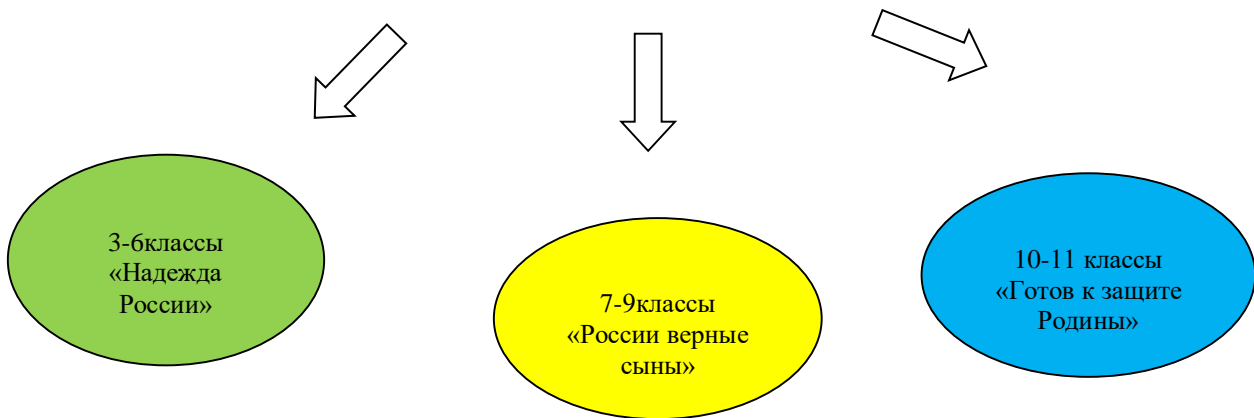 3-6классы
«Надежда
России»
7-9классы
«России верные
сыны»
10-11 классы
«Готов к защите
Родины»